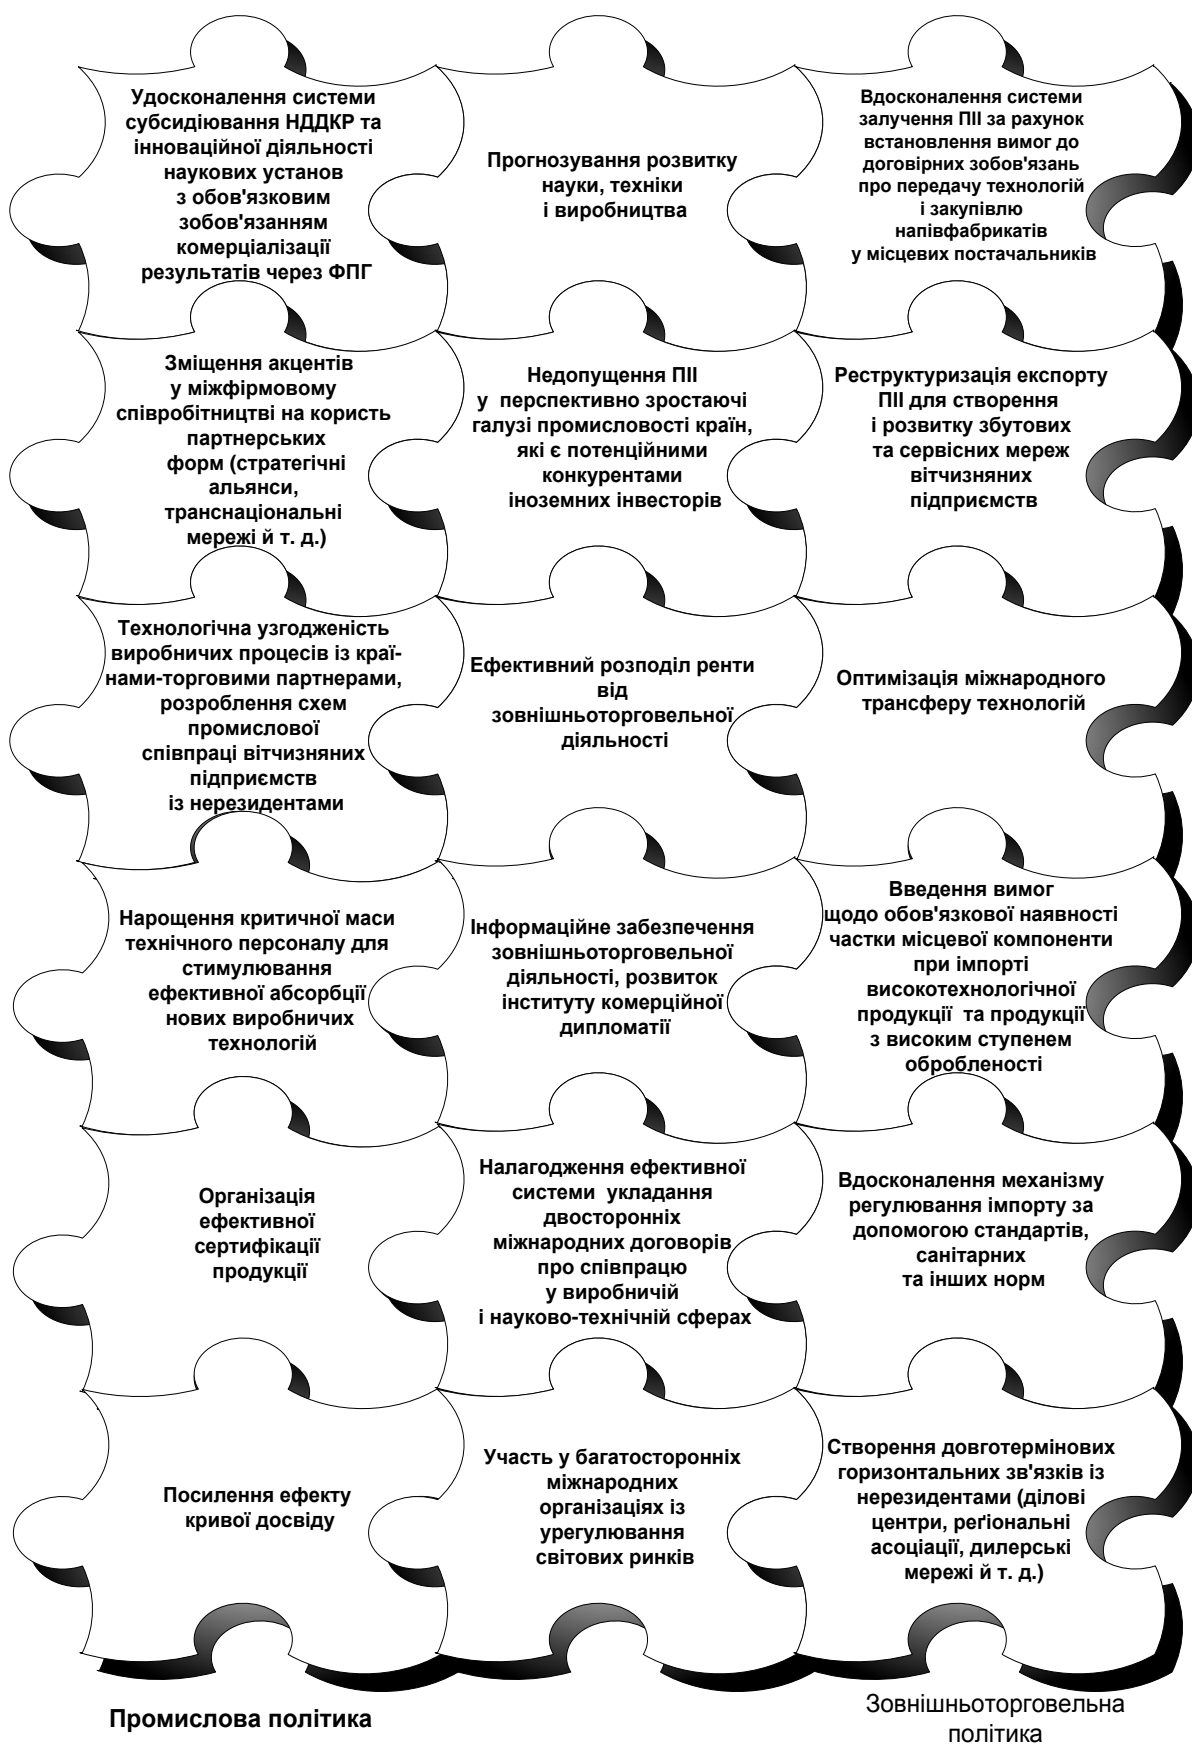 Удосконалення системи
субсидіювання НДДКР та
інноваційної діяльності
наукових установ
з обов'язковим
зобов'язанням
комерціалізації
результатів через ФПГ
Прогнозування розвитку
науки, техніки
і виробництва
Вдосконалення системи
залучення ПІІ за рахунок
встановлення вимог до
договірних зобов'язань
про передачу технологій
і закупівлю
напівфабрикатів
у місцевих постачальників
Зміщення акцентів
у міжфірмовому
співробітництві на користь
партнерських
форм (стратегічні
альянси,
транснаціональні
мережі й т. д.)
Недопущення ПІІ
у перспективно зростаючі
галузі промисловості країн,
які є потенційними
конкурентами
іноземних інвесторів
Реструктуризація експорту
ПІІ для створення
і розвитку збутових
та сервісних мереж
вітчизняних
підприємств
Технологічна узгодженість
виробничих процесів із краї-
нами-торговими партнерами,
розроблення схем
промислової
співпраці вітчизняних
підприємств
із нерезидентами
Ефективний розподіл ренти
від
зовнішньоторговельної
діяльності
Оптимізація міжнародного
трансферу технологій
Нарощення критичної маси
технічного персоналу для
стимулювання
ефективної абсорбції
нових виробничих
технологій
Інформаційне забезпечення
зовнішньоторговельної
діяльності, розвиток
інституту комерційної
дипломатії
Введення вимог
щодо обов'язкової наявності
частки місцевої компоненти
при імпорті
високотехнологічної
продукції та продукції
з високим ступенем
обробленості
Організація
ефективної
сертифікації
продукції
Налагодження ефективної
системи укладання
двосторонніх
міжнародних договорів
про співпрацю
у виробничій
і науково-технічній сферах
Вдосконалення механізму
регулювання імпорту за
допомогою стандартів,
санітарних
та інших норм
Посилення ефекту
кривої досвіду
Участь у багатосторонніх
міжнародних
організаціях із
урегулювання
світових ринків
Створення довготермінових
горизонтальних зв'язків із
нерезидентами (ділові
центри, реґіональні
асоціації, дилерські
мережі й т. д.)
Промислова політика
Зовнішньоторговельна
політика